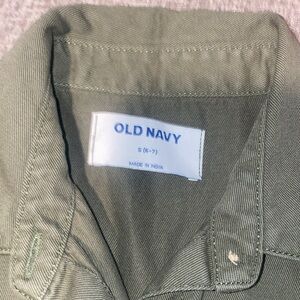 OLD NAVY
S (6-7)
MADE IN INDIA